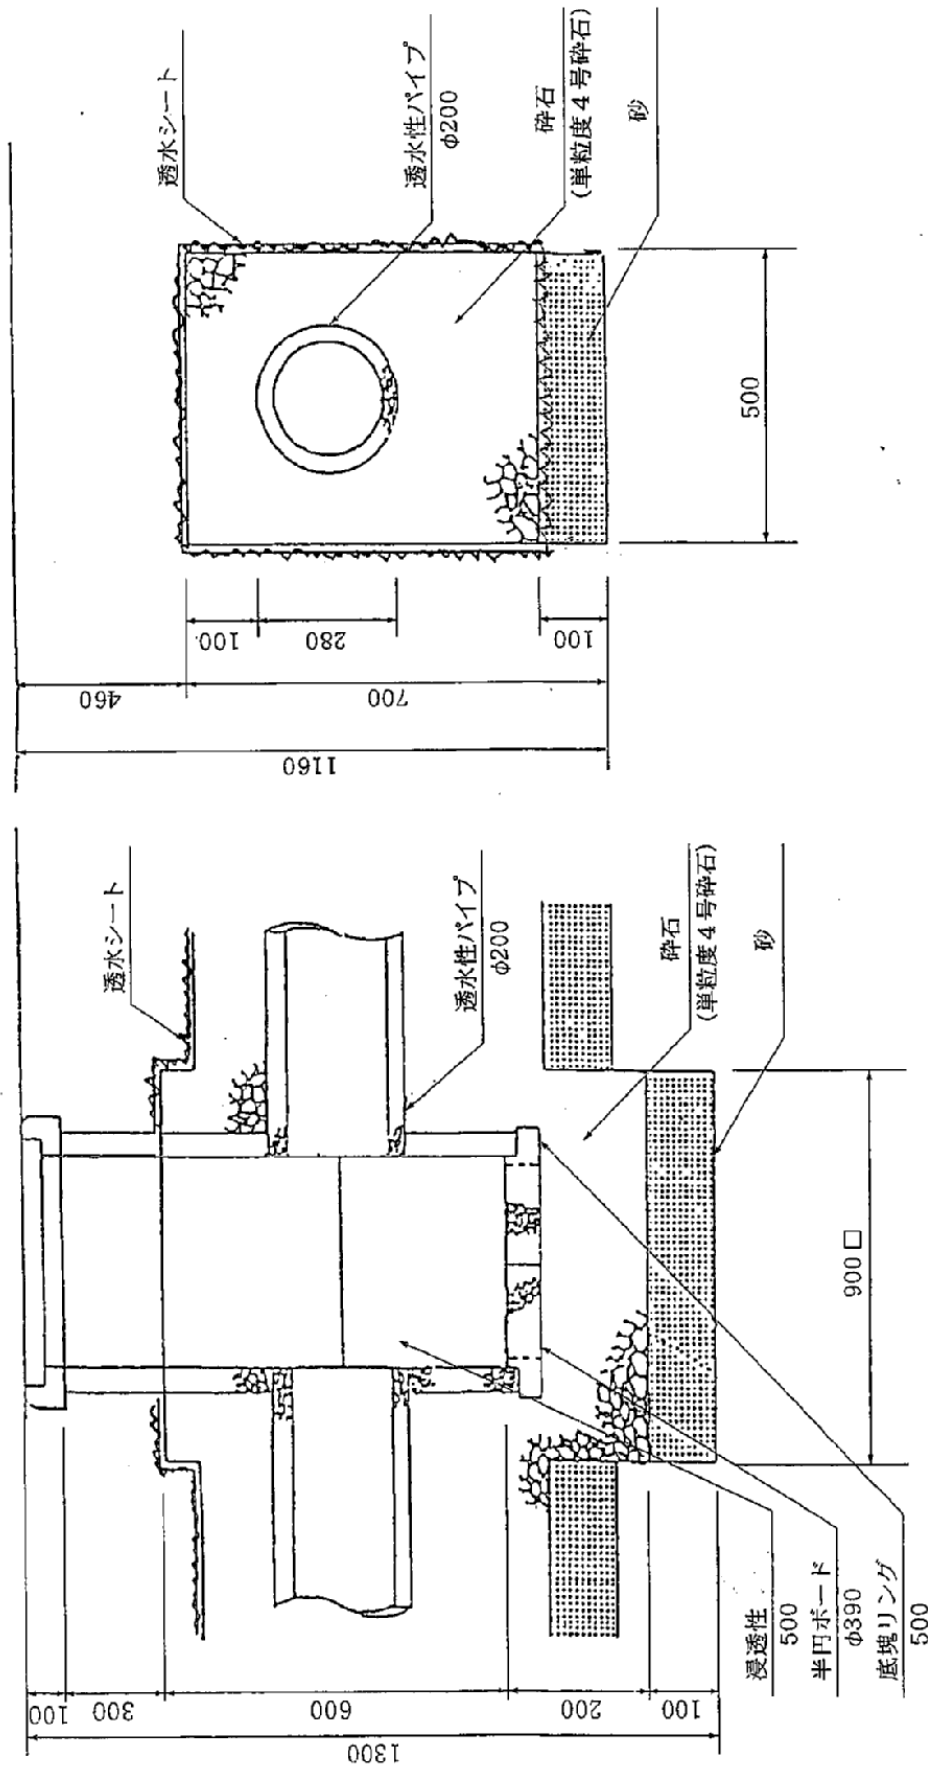 透水シート
透水性パイプ
φ200
砕石
(単粒度4号砕石)
砂
500
100
280
100
460
700
1160
透水シート
透水性パイプ
φ200
砕石
(単粒度4号砕石)
砂
900□
浸透性
500
半円ボード
φ390
底塊リング
500
100
300
600
200
100
1300